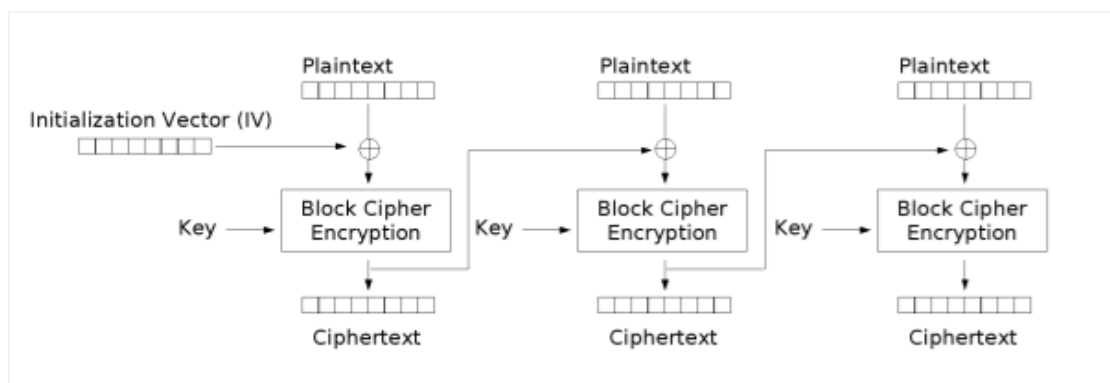 Plaintext
Plaintext
Plaintext
Initialization Vector (IV)
Key
Block Cipher
Encryption
Key
Block Cipher
Encryption
Key
Block Cipher
Encryption
Ciphertext
Ciphertext
Ciphertext